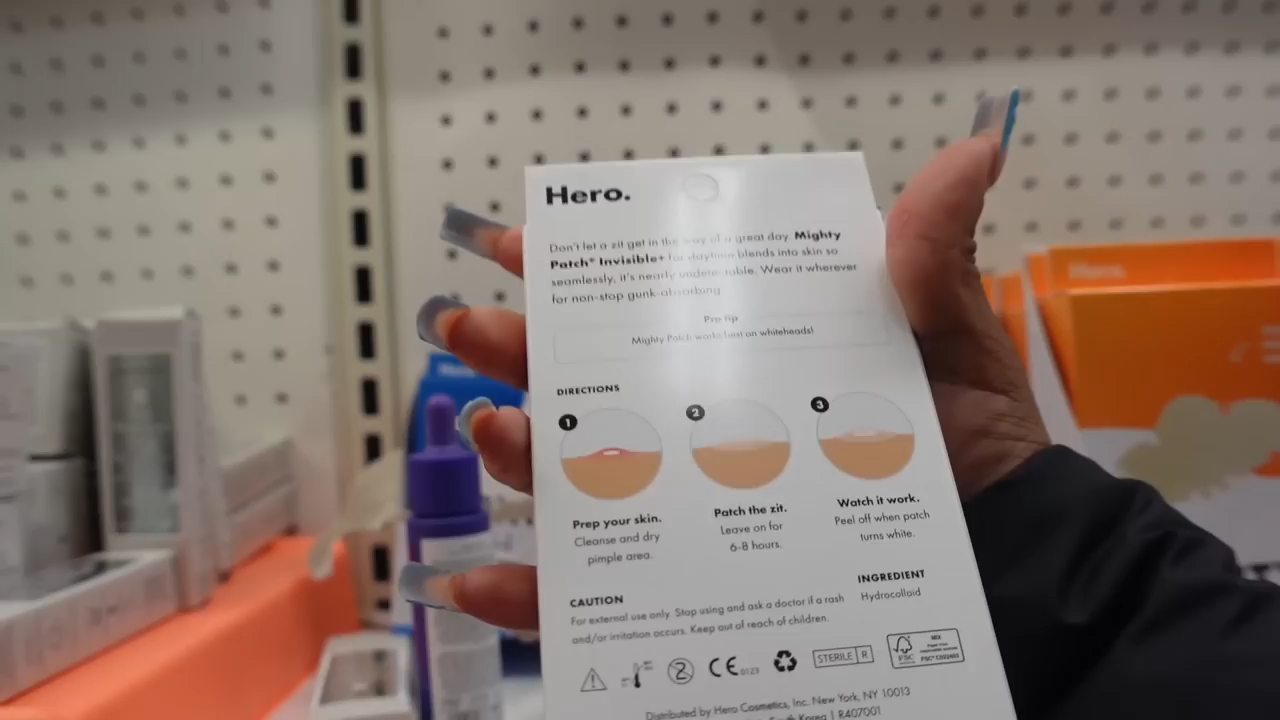 Hero.
Don't let a zit get in the way of a great day. Mighty
Patch® Invisible+ for daytime blends into skin so
seamlessly, it's nearly undetectable. Wear it wherever
for non-stop gunk-absorbing.
Pro tip
Mighty Patch works best on whiteheads!
DIRECTIONS
1
2
3
Prep your skin.
Cleanse and dry
pimple area.
Patch the zit.
Leave on for
6-8 hours.
Watch it work.
Peel off when patch
turns white.
INGREDIENT
Hydrocolloid
CAUTION
For external use only. Stop using and ask a doctor if a rash
and/or irritation occurs. Keep out of reach of children.
2
CE 0123
STERILE R
FSC
MIX
Distributed by Hero Cosmetics, Inc. New York, NY 10013
South Korea | R407001
Hero.